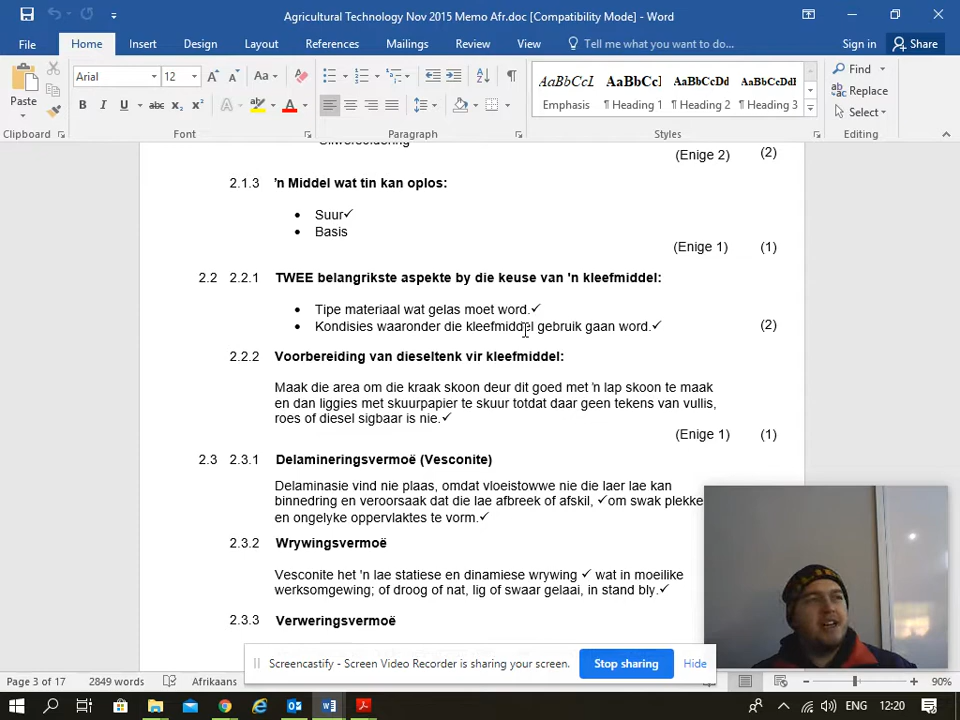 Agricultural Technology Nov 2015 Memo Afr.doc [Compatibility Mode] - Word
File Home Insert Design Layout References Mailings Review View Tell me what you want to do... Sign in Share
Paste
Arial 12 Aa
B I U abc x₂ x² A A
AaBbCcL AaBbCcI AaBbCcDd AaBbCcDdI
Emphasis ¶ Heading 1 ¶ Heading 2 ¶ Heading 3
Find
Replace
Select
Clipboard Font Paragraph Styles Editing
Silwersoldering
(Enige 2) (2)
2.1.3 'n Middel wat tin kan oplos:
• Suur✓
• Basis
(Enige 1) (1)
2.2 2.2.1 TWEE belangrikste aspekte by die keuse van 'n kleefmiddel:
• Tipe materiaal wat gelas moet word.✓
• Kondisies waaronder die kleefmiddel gebruik gaan word.✓ (2)
2.2.2 Voorbereiding van dieseltenk vir kleefmiddel:
Maak die area om die kraak skoon deur dit goed met 'n lap skoon te maak
en dan liggies met skuurpapier te skuur totdat daar geen tekens van vullis,
roes of diesel sigbaar is nie.✓
(Enige 1) (1)
2.3 2.3.1 Delamineringsvermoë (Vesconite)
Delaminasie vind nie plaas, omdat vloeistowwe nie die laer lae kan
binnedring en veroorsaak dat die lae afbreek of afskil, ✓om swak plekke
en ongelyke oppervlaktes te vorm.✓
2.3.2 Wrywingsvermoë
Vesconite het 'n lae statiese en dinamiese wrywing ✓ wat in moeilike
werksomgewing; of droog of nat, lig of swaar gelaai, in stand bly.✓
2.3.3 Verweringsvermoë
Screencastify - Screen Video Recorder is sharing your screen. Stop sharing Hide
Page 3 of 17 2849 words Afrikaans 90%
ENG 12:20